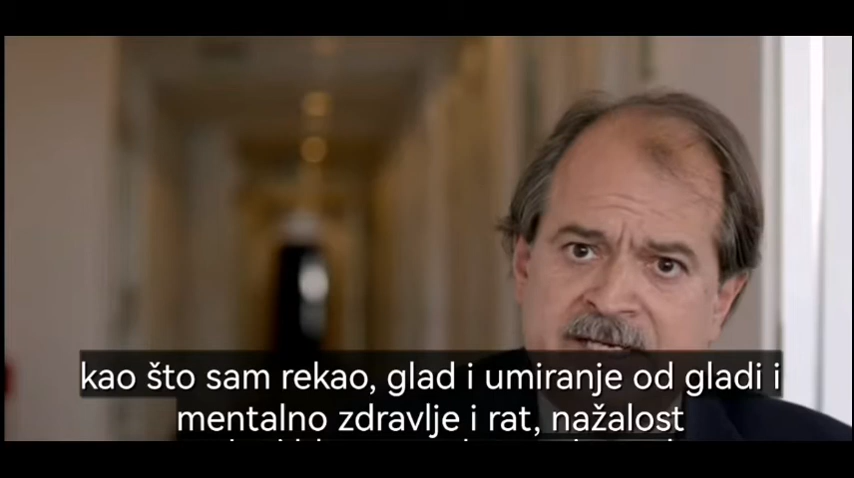 kao što sam rekao, glad i umiranje od gladi i
mentalno zdravlje i rat, nažalost